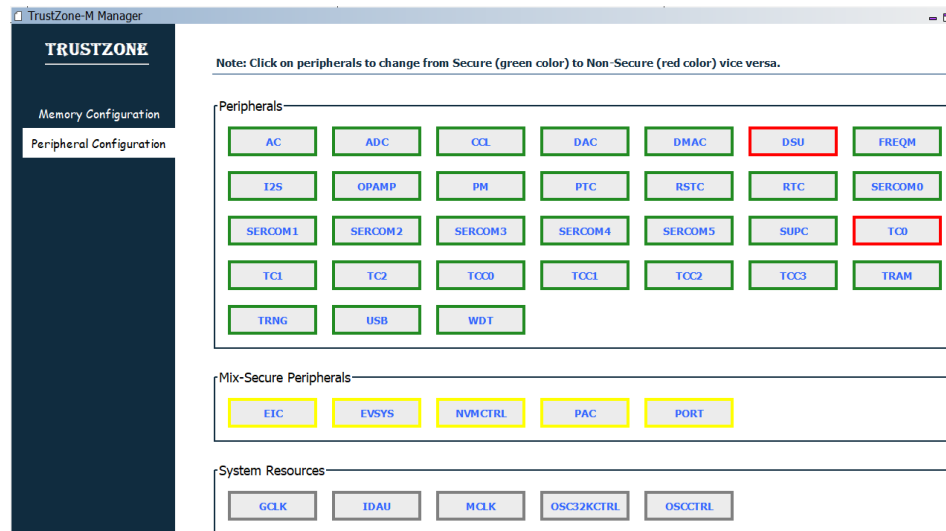 TrustZone-M Manager
TRUSTZONE
Note: Click on peripherals to change from Secure (green color) to Non-Secure (red color) vice versa.
Memory Configuration
Peripheral Configuration
Peripherals
AC ADC CCL DAC DMAC DSU FREQM
I2S OPAMP PM PTC RSTC RTC SERCOM0
SERCOM1 SERCOM2 SERCOM3 SERCOM4 SERCOM5 SUPC TC0
TC1 TC2 TCC0 TCC1 TCC2 TCC3 TRAM
TRNG USB WDT
Mix-Secure Peripherals
EIC EVSYS NVMCTRL PAC PORT
System Resources
GCLK IDAU MCLK OSC32KCTRL OSCCTRL